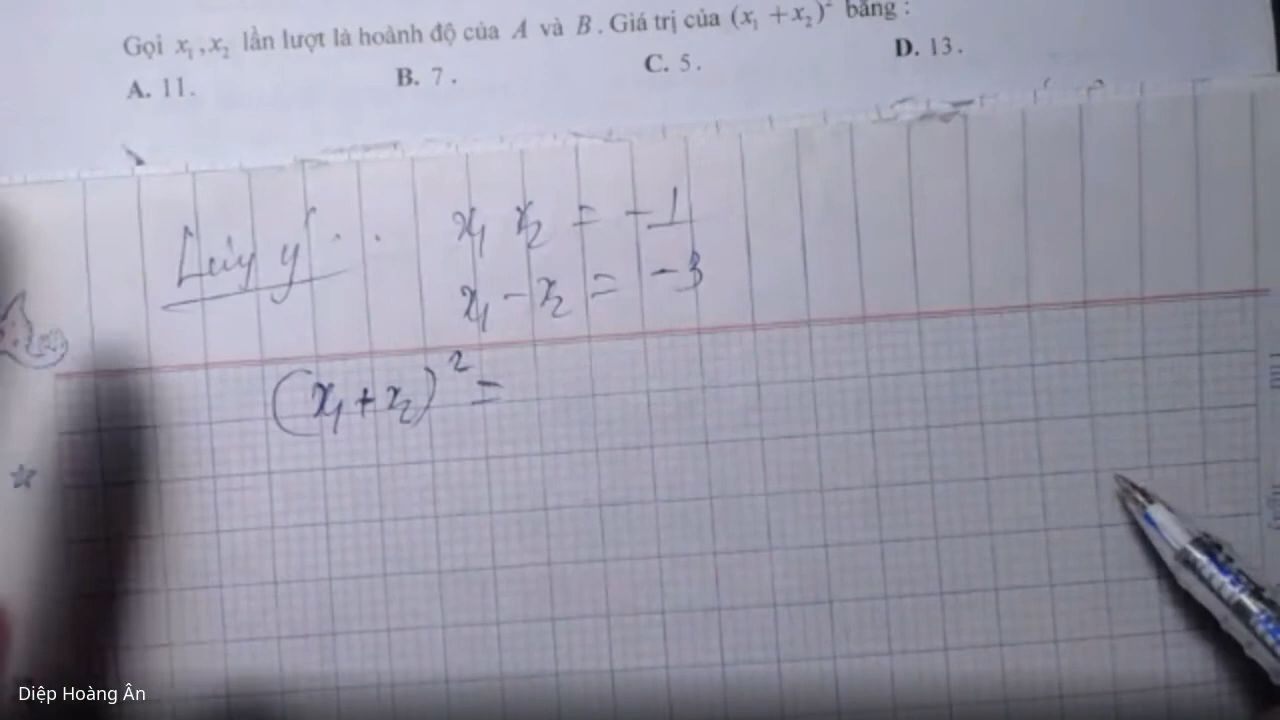 Gọi x₁, x₂ lần lượt là hoành độ của A và B. Giá trị của (x₁ + x₂)² bằng :
A. 11. B. 7. C. 5. D. 13.
x₁ x₂ = -1
x₁ - x₂ = -3
(x₁ + x₂)² =
Diệp Hoàng Ân